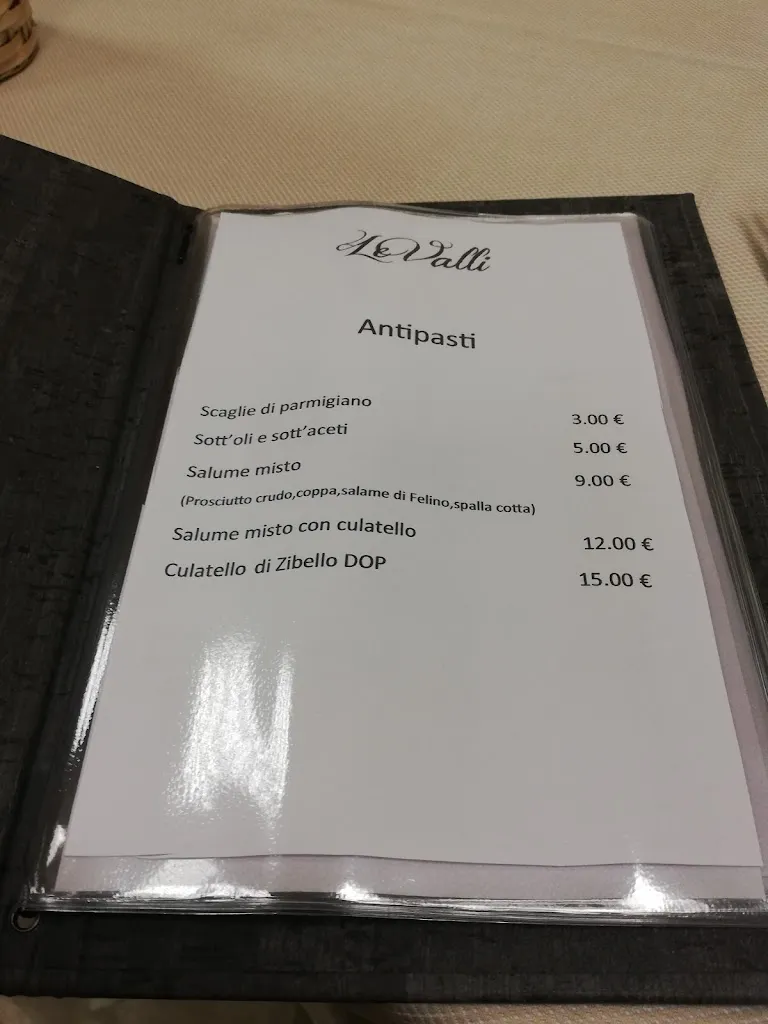 Le Valli
Antipasti
Scaglie di parmigiano 3.00 €
Sott'oli e sott'aceti 5.00 €
Salume misto 9.00 €
(Prosciutto crudo,coppa,salame di Felino,spalla cotta)
Salume misto con culatello 12.00 €
Culatello di Zibello DOP 15.00 €